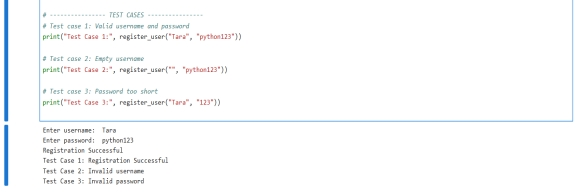 # ---------------- TEST CASES ----------------
# Test case 1: Valid username and password
print("Test Case 1:", register_user("Tara", "python123"))
# Test case 2: Empty username
print("Test Case 2:", register_user("", "python123"))
# Test case 3: Password too short
print("Test Case 3:", register_user("Tara", "123"))
Enter username:  Tara
Enter password:  python123
Registration Successful
Test Case 1: Registration Successful
Test Case 2: Invalid username
Test Case 3: Invalid password